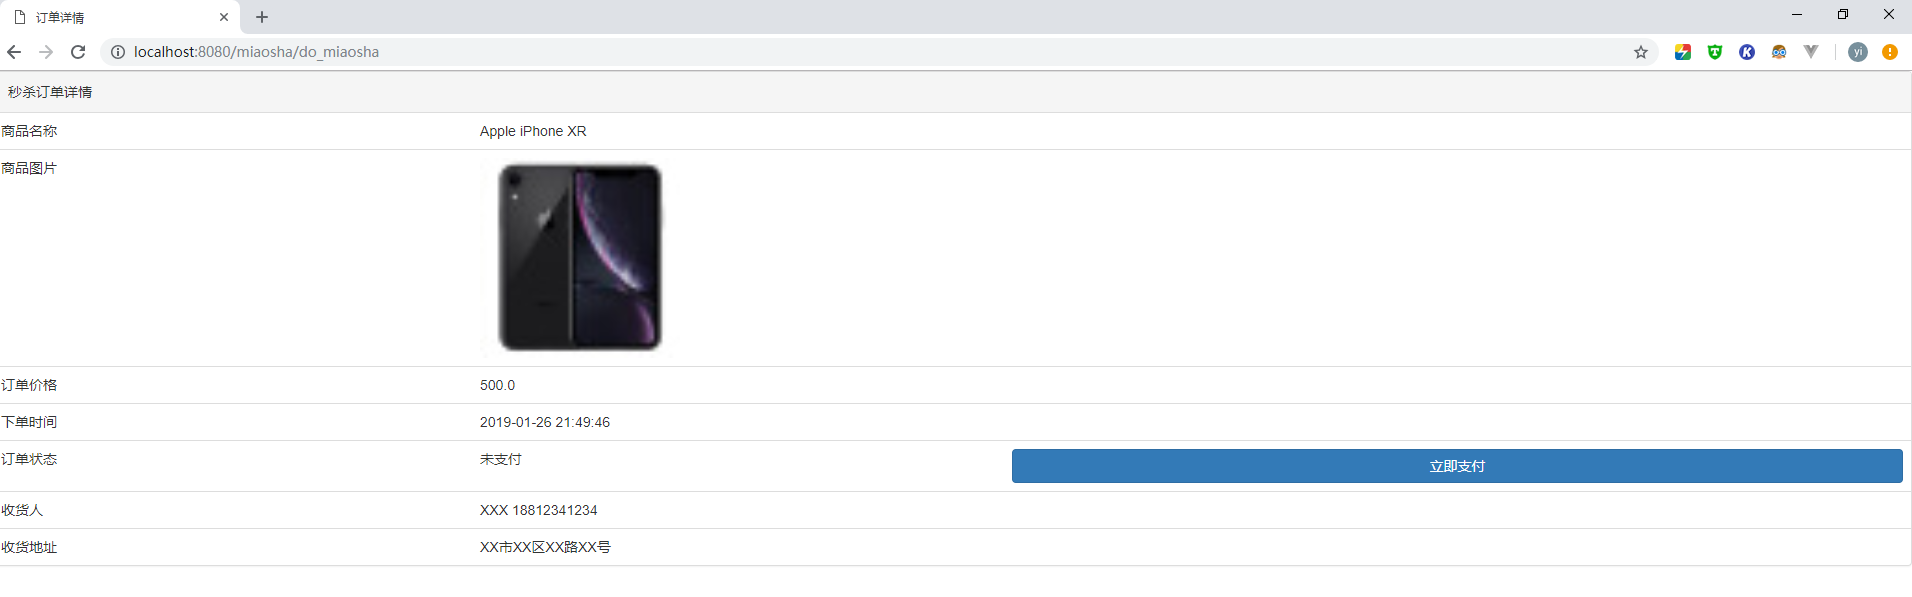 订单详情
localhost:8080/miaosha/do_miaosha
yi
秒杀订单详情
商品名称 Apple iPhone XR
商品图片
订单价格 500.0
下单时间 2019-01-26 21:49:46
订单状态 未支付 立即支付
收货人 XXX 18812341234
收货地址 XX市XX区XX路XX号